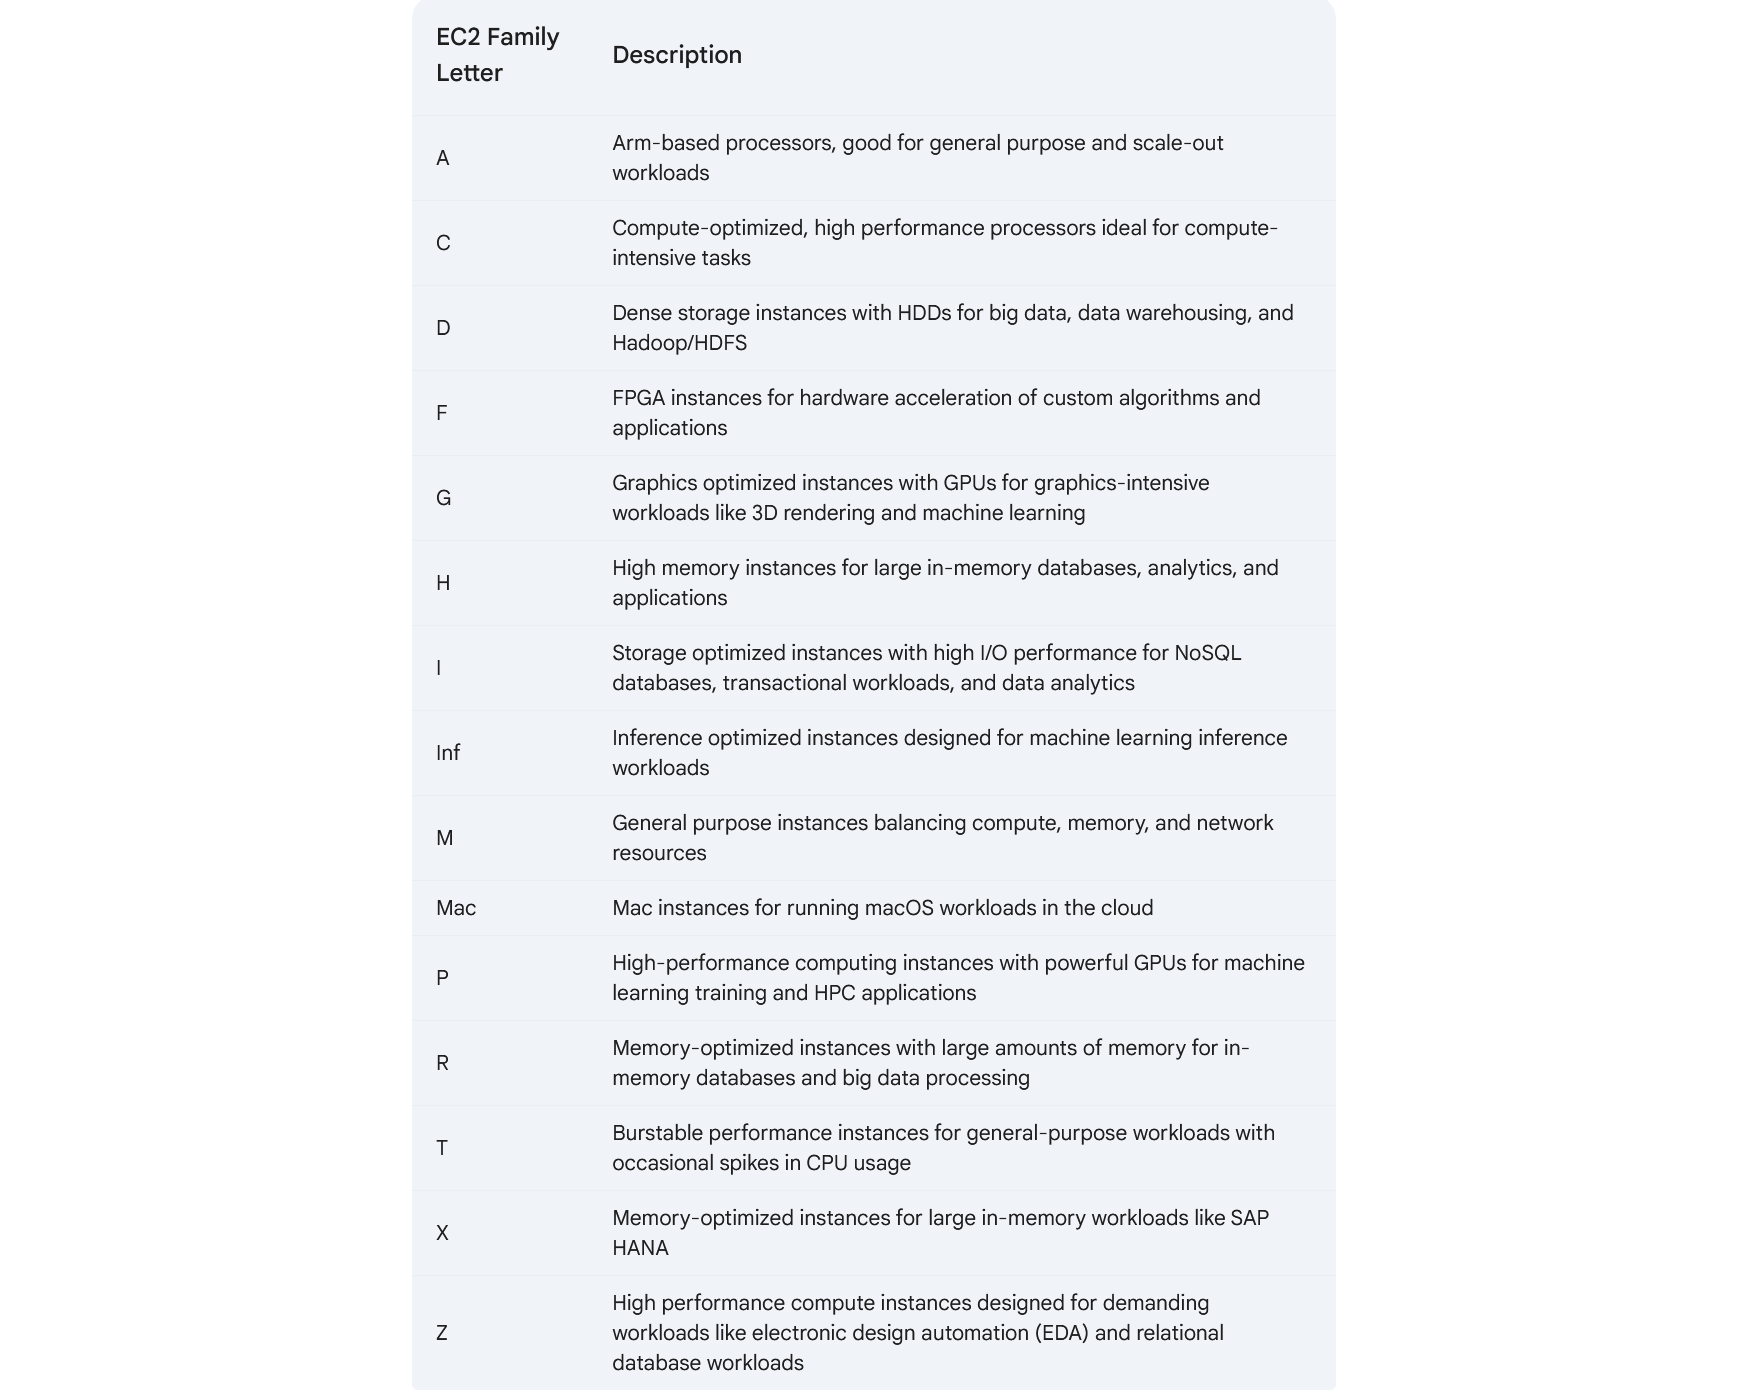 EC2 Family
Letter
Description
A
Arm-based processors, good for general purpose and scale-out
workloads
C
Compute-optimized, high performance processors ideal for compute-
intensive tasks
D
Dense storage instances with HDDs for big data, data warehousing, and
Hadoop/HDFS
F
FPGA instances for hardware acceleration of custom algorithms and
applications
G
Graphics optimized instances with GPUs for graphics-intensive
workloads like 3D rendering and machine learning
H
High memory instances for large in-memory databases, analytics, and
applications
I
Storage optimized instances with high I/O performance for NoSQL
databases, transactional workloads, and data analytics
Inf
Inference optimized instances designed for machine learning inference
workloads
M
General purpose instances balancing compute, memory, and network
resources
Mac
Mac instances for running macOS workloads in the cloud
P
High-performance computing instances with powerful GPUs for machine
learning training and HPC applications
R
Memory-optimized instances with large amounts of memory for in-
memory databases and big data processing
T
Burstable performance instances for general-purpose workloads with
occasional spikes in CPU usage
X
Memory-optimized instances for large in-memory workloads like SAP
HANA
Z
High performance compute instances designed for demanding
workloads like electronic design automation (EDA) and relational
database workloads